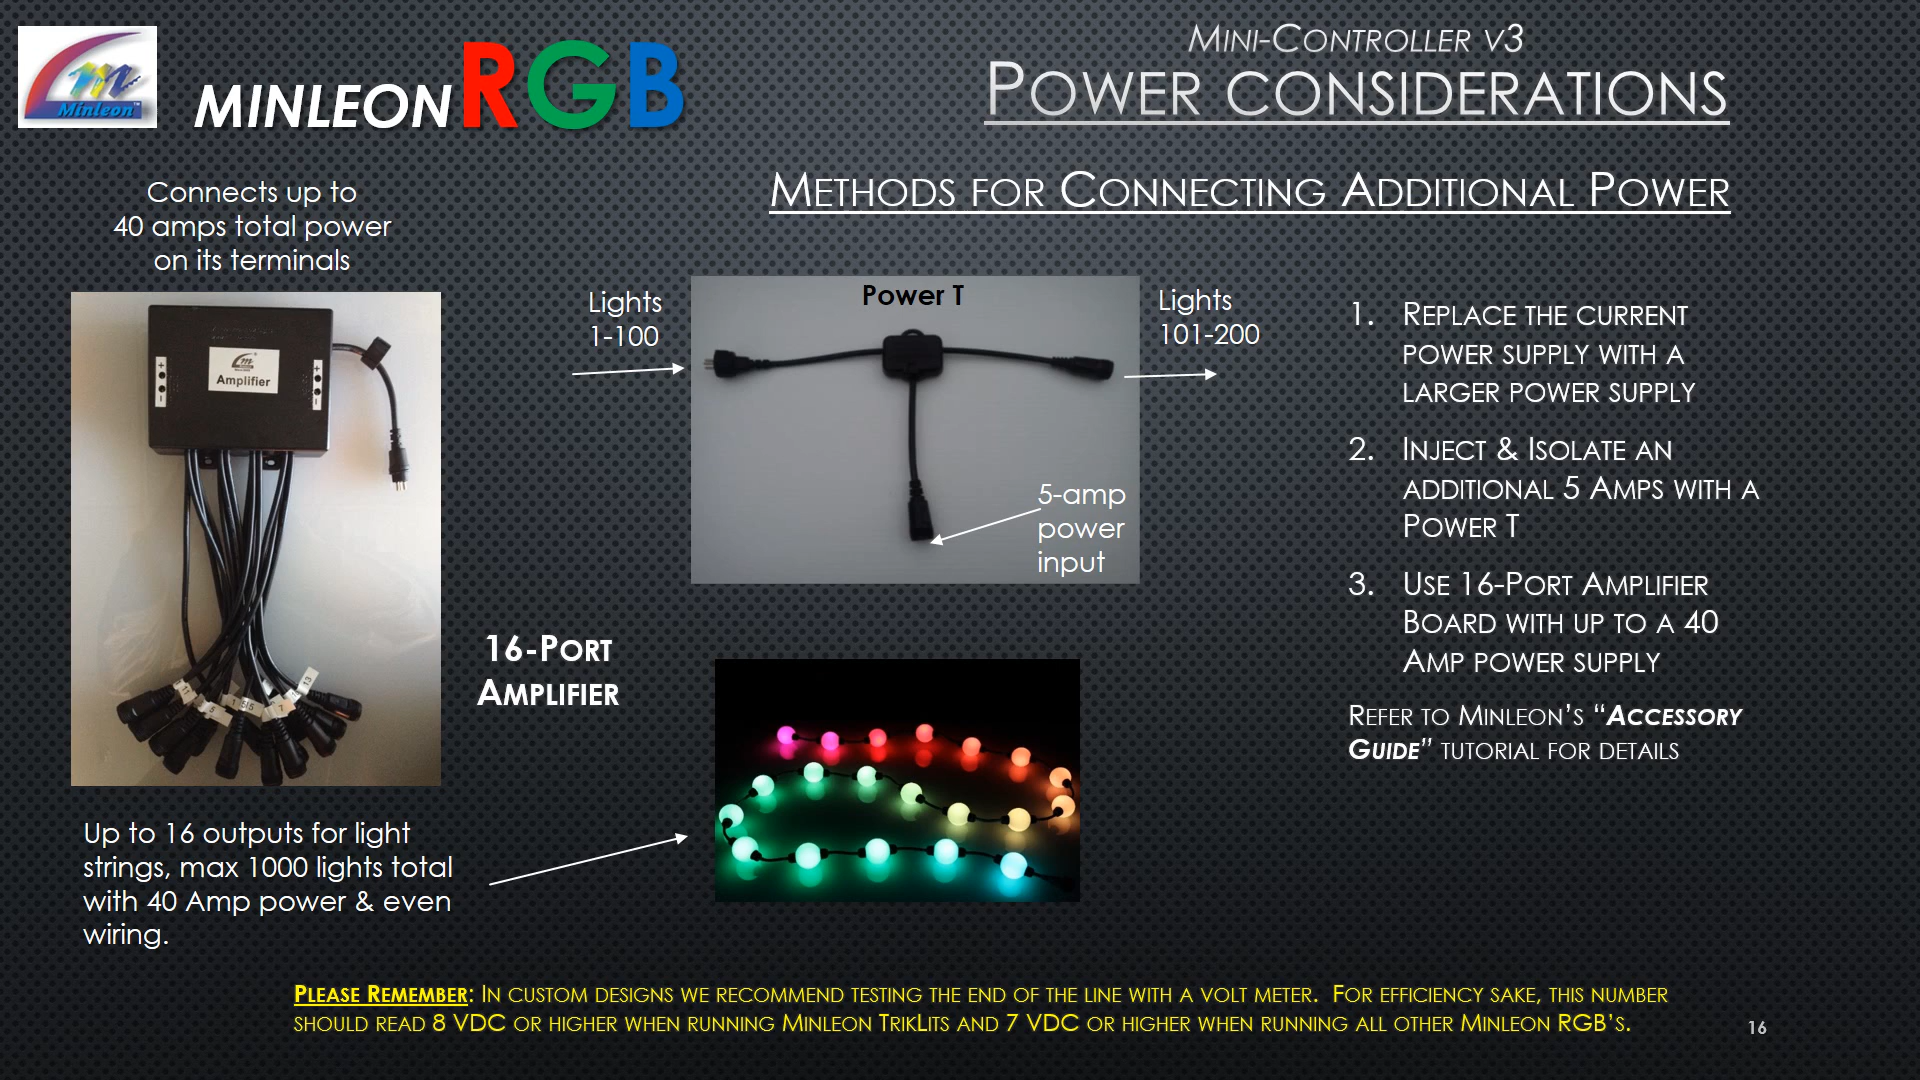 Minleon™
MINLEON RGB
MINI-CONTROLLER V3
POWER CONSIDERATIONS
METHODS FOR CONNECTING ADDITIONAL POWER
Connects up to
40 amps total power
on its terminals
Amplifier
+
–
+
–
11
5
7
13
16-PORT
AMPLIFIER
Up to 16 outputs for light
strings, max 1000 lights total
with 40 Amp power & even
wiring.
Lights
1-100
Power T
Lights
101-200
5-amp
power
input
1. REPLACE THE CURRENT
POWER SUPPLY WITH A
LARGER POWER SUPPLY
2. INJECT & ISOLATE AN
ADDITIONAL 5 AMPS WITH A
POWER T
3. USE 16-PORT AMPLIFIER
BOARD WITH UP TO A 40
AMP POWER SUPPLY
REFER TO MINLEON'S “ACCESSORY
GUIDE” TUTORIAL FOR DETAILS
PLEASE REMEMBER: IN CUSTOM DESIGNS WE RECOMMEND TESTING THE END OF THE LINE WITH A VOLT METER. FOR EFFICIENCY SAKE, THIS NUMBER
SHOULD READ 8 VDC OR HIGHER WHEN RUNNING MINLEON TRIKLITS AND 7 VDC OR HIGHER WHEN RUNNING ALL OTHER MINLEON RGB'S.
16